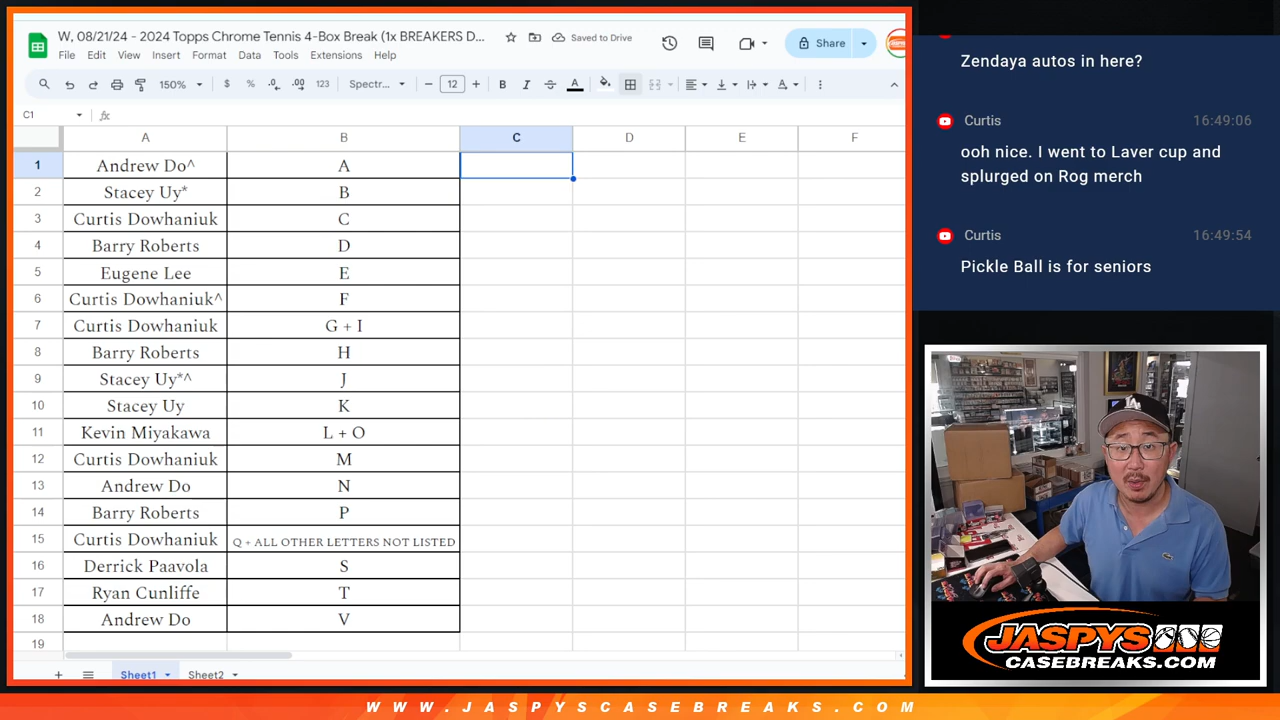 W, 08/21/24 - 2024 Topps Chrome Tennis 4-Box Break (1x BREAKERS D...
Saved to Drive
Share
File Edit View Insert Format Data Tools Extensions Help
150% $ % .0 .00 123 Spectr... 12 B I A
C1 fx
A B C D E F
1 Andrew Do^ A
2 Stacey Uy* B
3 Curtis Dowhaniuk C
4 Barry Roberts D
5 Eugene Lee E
6 Curtis Dowhaniuk^ F
7 Curtis Dowhaniuk G + I
8 Barry Roberts H
9 Stacey Uy*^ J
10 Stacey Uy K
11 Kevin Miyakawa L + O
12 Curtis Dowhaniuk M
13 Andrew Do N
14 Barry Roberts P
15 Curtis Dowhaniuk Q + ALL OTHER LETTERS NOT LISTED
16 Derrick Paavola S
17 Ryan Cunliffe T
18 Andrew Do V
19
Sheet1 Sheet2
Zendaya autos in here?
Curtis 16:49:06
ooh nice. I went to Laver cup and
splurged on Rog merch
Curtis 16:49:54
Pickle Ball is for seniors
JASPYS
CASEBREAKS.COM
WWW.JASPYSCASEBREAKS.COM